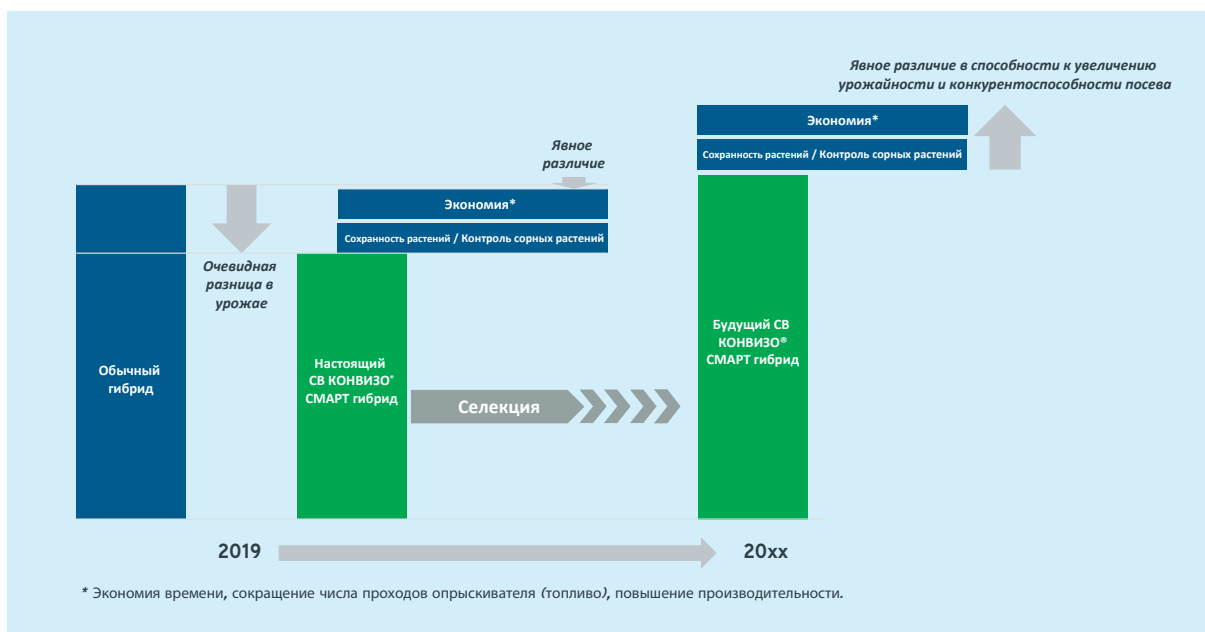 Явное различие в способности к увеличению
урожайности и конкурентоспособности посева
Экономия*
Сохранность растений / Контроль сорных растений
Явное
различие
Экономия*
Сохранность растений / Контроль сорных растений
Очевидная
разница в
урожае
Обычный
гибрид
Настоящий
СВ КОНВИЗО®
СМАРТ гибрид
Селекция
Будущий СВ
КОНВИЗО®
СМАРТ гибрид
2019
20xx
* Экономия времени, сокращение числа проходов опрыскивателя (топливо), повышение производительности.